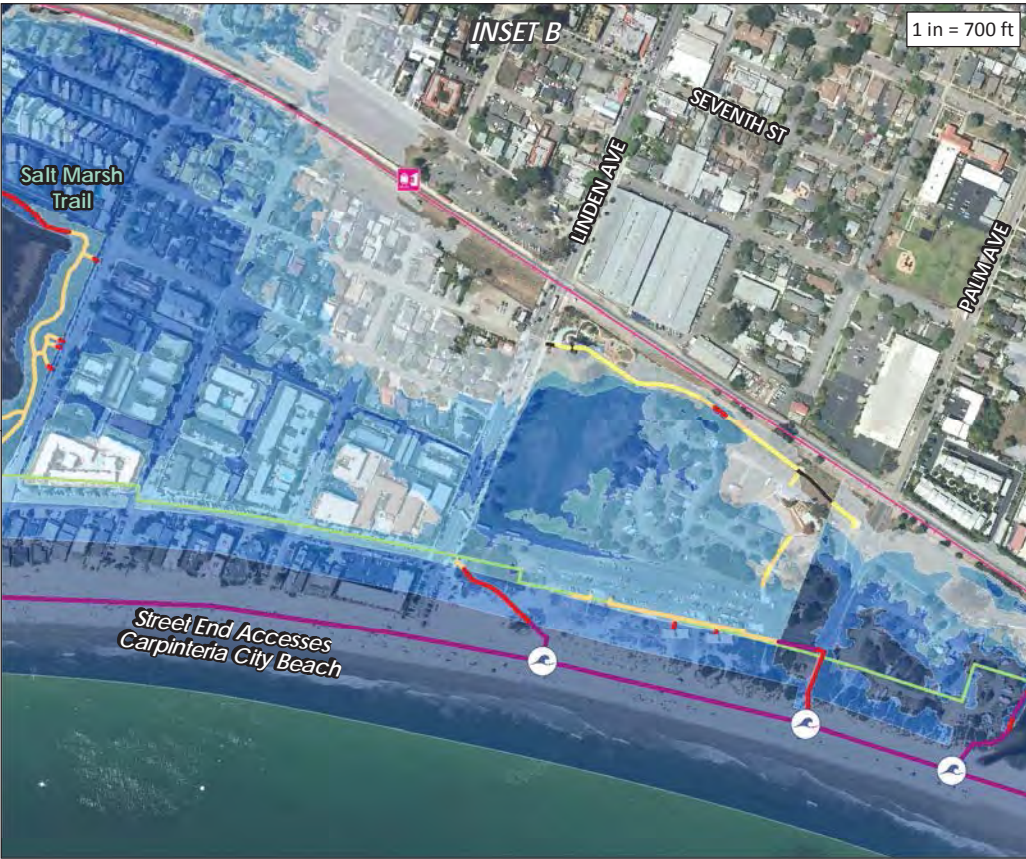 INSET B
1 in = 700 ft
SEVENTH ST
LINDEN AVE
Salt Marsh
Trail
PALM AVE
Street End Accesses
Carpinteria City Beach